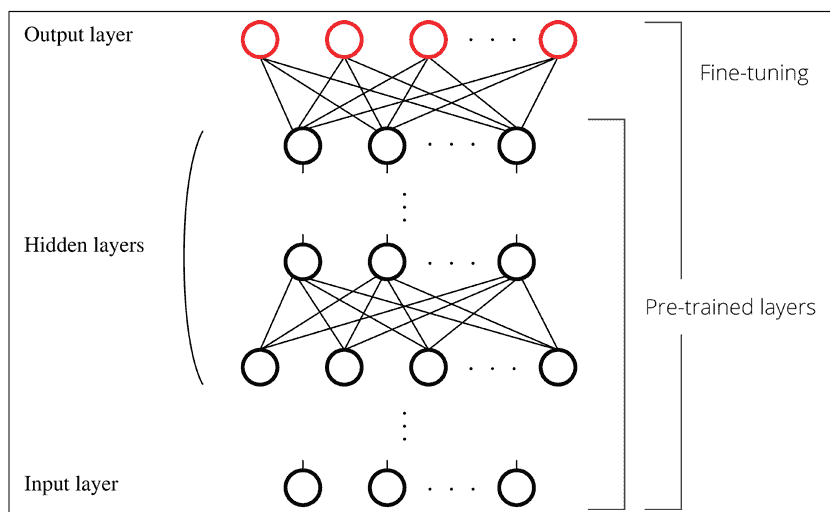 Output layer
Fine-tuning
Hidden layers
Pre-trained layers
Input layer